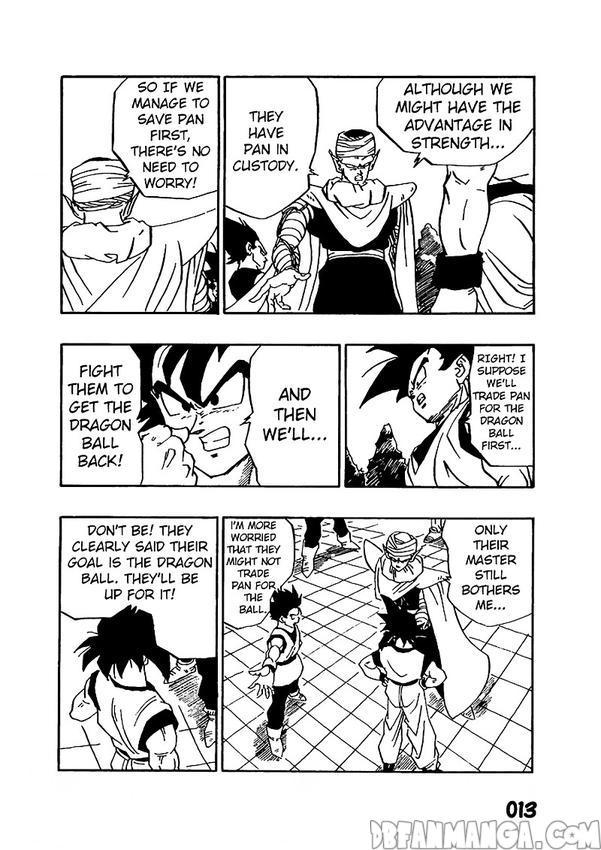 ALTHOUGH WE
MIGHT HAVE THE
ADVANTAGE IN
STRENGTH...
THEY
HAVE
PAN IN
CUSTODY.
SO IF WE
MANAGE TO
SAVE PAN
FIRST,
THERE'S NO
NEED TO
WORRY!
RIGHT! I
SUPPOSE
WE'LL
TRADE PAN
FOR THE
DRAGON
BALL
FIRST...
AND
THEN
WE'LL...
FIGHT
THEM TO
GET THE
DRAGON
BALL
BACK!
ONLY
THEIR
MASTER
STILL
BOTHERS
ME...
I'M MORE
WORRIED
THAT THEY
MIGHT NOT
TRADE
PAN FOR
THE
BALL...
DON'T BE! THEY
CLEARLY SAID THEIR
GOAL IS THE DRAGON
BALL. THEY'LL BE
UP FOR IT!
013
DBFANMANGA.COM